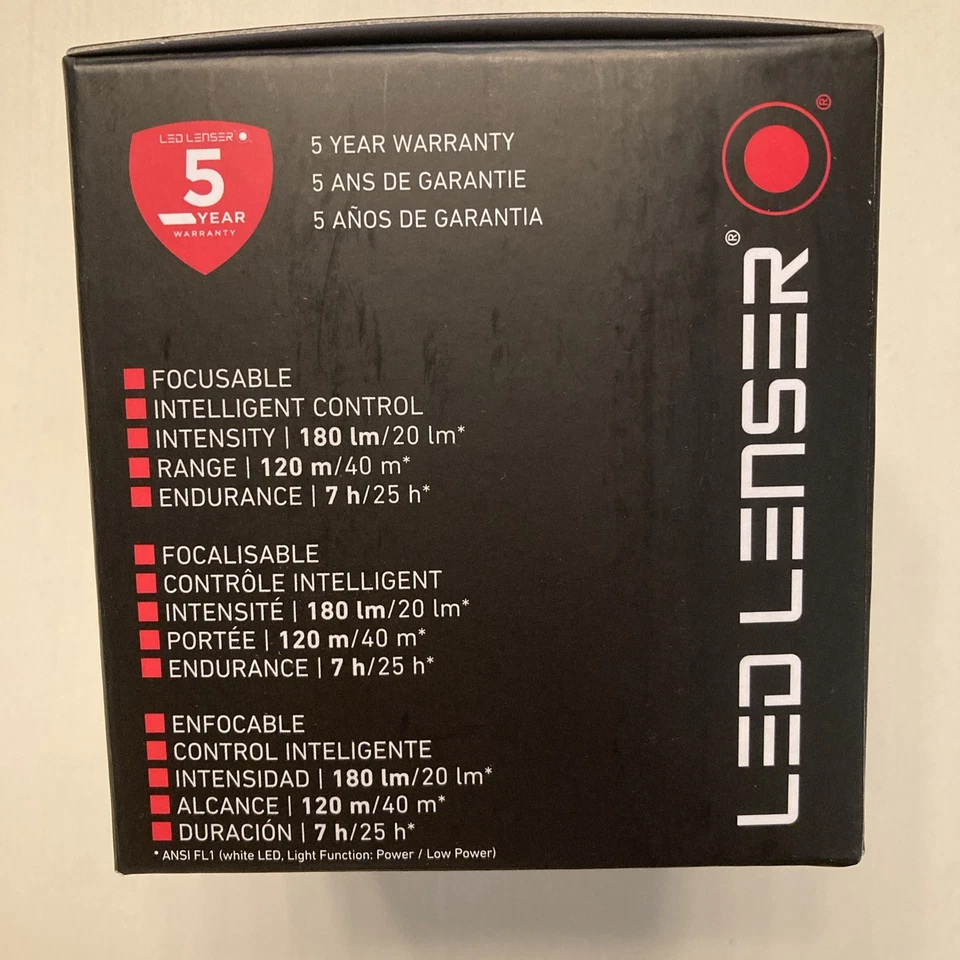 LED LENSER
5
YEAR
WARRANTY
5 YEAR WARRANTY
5 ANS DE GARANTIE
5 AÑOS DE GARANTIA
FOCUSABLE
INTELLIGENT CONTROL
INTENSITY | 180 lm/20 lm*
RANGE | 120 m/40 m*
ENDURANCE | 7 h/25 h*
FOCALISABLE
CONTRÔLE INTELLIGENT
INTENSITÉ | 180 lm/20 lm*
PORTÉE | 120 m/40 m*
ENDURANCE | 7 h/25 h*
ENFOCABLE
CONTROL INTELIGENTE
INTENSIDAD | 180 lm/20 lm*
ALCANCE | 120 m/40 m*
DURACIÓN | 7 h/25 h*
* ANSI FL1 (white LED, Light Function: Power / Low Power)
LED LENSER® ®